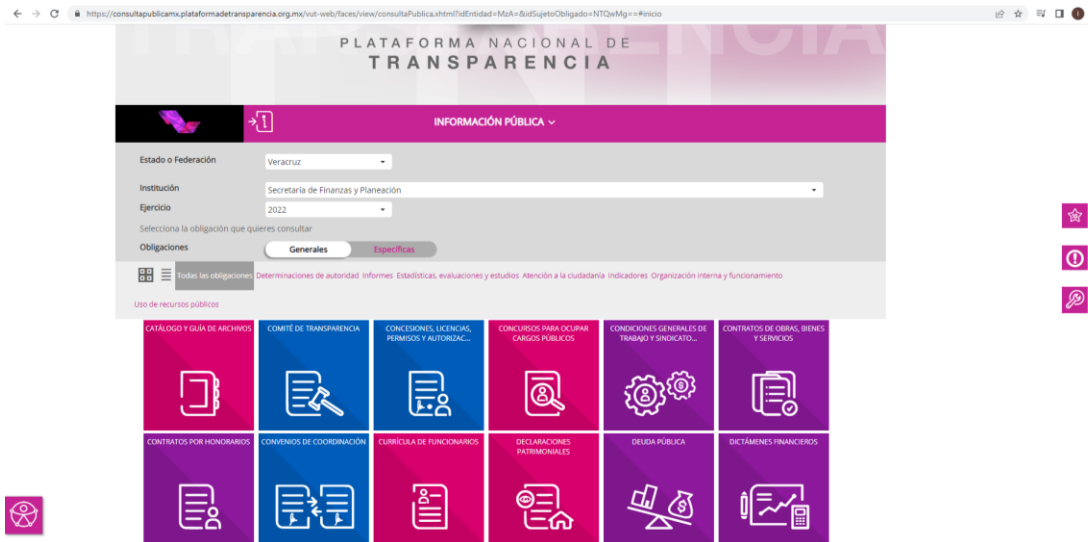 https://consultapublicamx.plataformadetransparencia.org.mx/vut-web/faces/view/consultaPublica.xhtml?idEntidad=MzA=&idSujetoObligado=NTQwMg==#inicio
PLATAFORMA NACIONAL DE
TRANSPARENCIA
INFORMACIÓN PÚBLICA
Estado o Federación
Veracruz
Institución
Secretaría de Finanzas y Planeación
Ejercicio
2022
Selecciona la obligación que quieres consultar
Obligaciones
Generales
Específicas
Todas las obligaciones Determinaciones de autoridad Informes Estadísticas, evaluaciones y estudios Atención a la ciudadanía Indicadores Organización interna y funcionamiento
Uso de recursos públicos
CATÁLOGO Y GUÍA DE ARCHIVOS
COMITÉ DE TRANSPARENCIA
CONCESIONES, LICENCIAS,
PERMISOS Y AUTORIZAC...
CONCURSOS PARA OCUPAR
CARGOS PÚBLICOS
CONDICIONES GENERALES DE
TRABAJO Y SINDICATO...
CONTRATOS DE OBRAS, BIENES
Y SERVICIOS
CONTRATOS POR HONORARIOS
CONVENIOS DE COORDINACIÓN
CURRÍCULA DE FUNCIONARIOS
DECLARACIONES
PATRIMONIALES
DEUDA PÚBLICA
DICTÁMENES FINANCIEROS